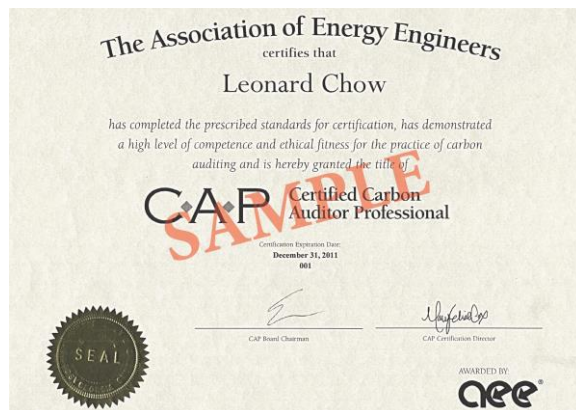 The Association of Energy Engineers
certifies that
Leonard Chow
has completed the prescribed standards for certification, has demonstrated
a high level of competence and ethical fitness for the practice of carbon
auditing and is hereby granted the title of
C·A·P Certified Carbon
Auditor Professional
SAMPLE
Certification Expiration Date:
December 31, 2011
001
CAP Board Chairman
CAP Certification Director
SEAL
AWARDED BY:
aee®